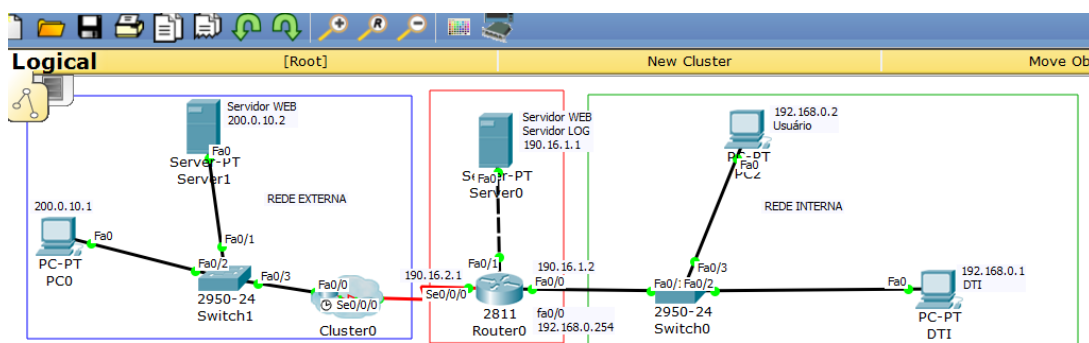 Logical
[Root]
New Cluster
Move Ob
Servidor WEB
200.0.10.2
Fa0
Server-PT
Server1
REDE EXTERNA
200.0.10.1
Fa0
PC-PT
PC0
Fa0/1
Fa0/2
Fa0/3
2950-24
Switch1
Fa0/0
Se0/0/0
Cluster0
Servidor WEB
Servidor LOG
190.16.1.1
Fa0
Server0
Fa0/1
190.16.1.2
190.16.2.1
Se0/0/0
Fa0/0
2811
Router0
fa0/0
192.168.0.254
192.168.0.2
Usuário
Fa0
PC2
REDE INTERNA
Fa0/3
Fa0/2
2950-24
Switch0
Fa0
192.168.0.1
DTI
PC-PT
DTI